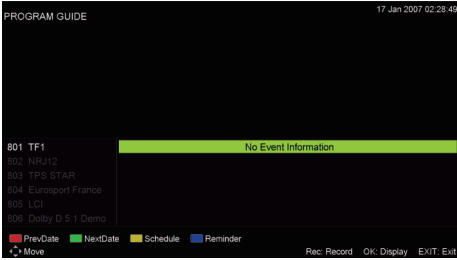 PROGRAM GUIDE
17 Jan 2007 02:28:49
801 TF1
No Event Information
802 NRJ12
803 TPS STAR
804 Eurosport France
805 LCI
806 Dolby D 5.1 Demo
PrevDate NextDate Schedule Reminder
Move Rec: Record OK: Display EXIT: Exit